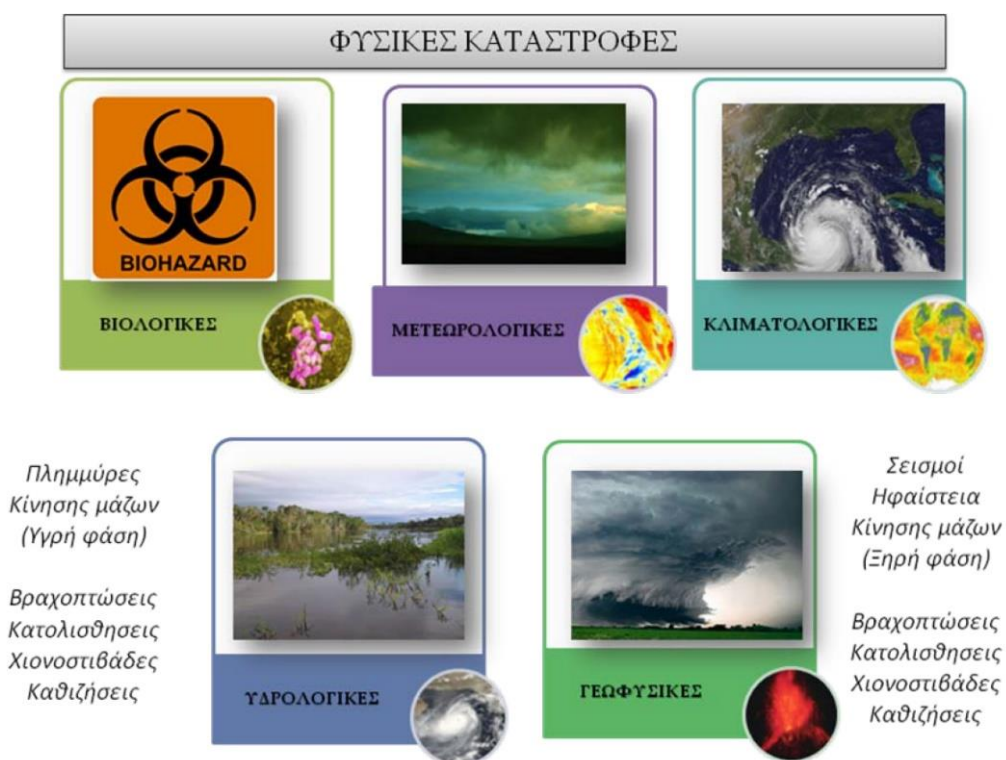 ΦΥΣΙΚΕΣ ΚΑΤΑΣΤΡΟΦΕΣ
BIOHAZARD
ΒΙΟΛΟΓΙΚΕΣ
ΜΕΤΕΩΡΟΛΟΓΙΚΕΣ
ΚΛΙΜΑΤΟΛΟΓΙΚΕΣ
Πλημμύρες
Κίνησης μάζων
(Υγρή φάση)
Βραχοπτώσεις
Κατολισθησεις
Χιονοστιβάδες
Καθιζήσεις
ΥΔΡΟΛΟΓΙΚΕΣ
ΓΕΩΦΥΣΙΚΕΣ
Σεισμοί
Ηφαίστεια
Κίνησης μάζων
(Ξηρή φάση)
Βραχοπτώσεις
Κατολισθησεις
Χιονοστιβάδες
Καθιζήσεις